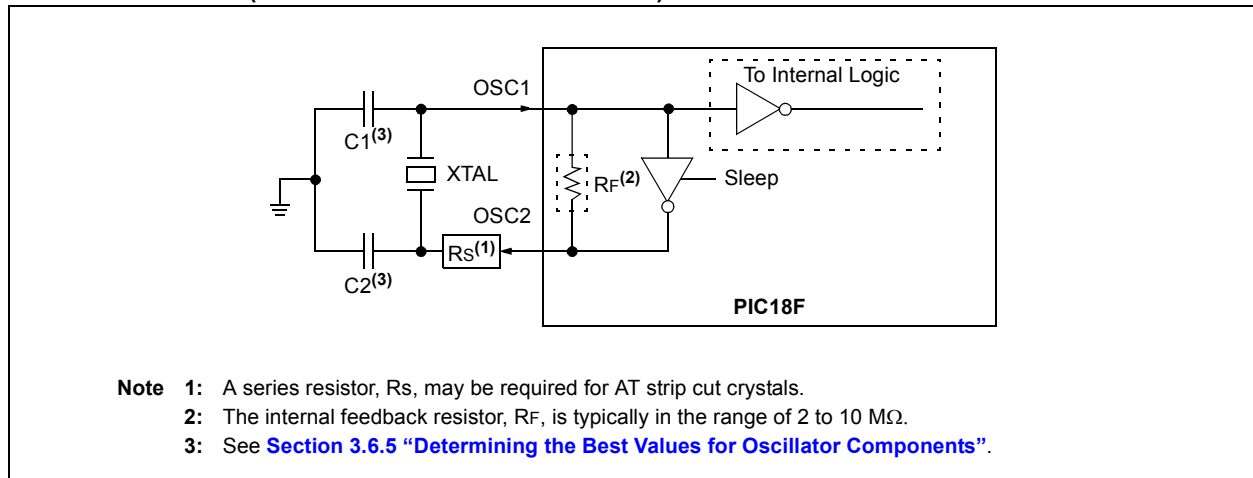 OSC1
To Internal Logic
C1(3)
XTAL
RF(2)
Sleep
OSC2
RS(1)
C2(3)
PIC18F
Note 1: A series resistor, Rs, may be required for AT strip cut crystals.
2: The internal feedback resistor, RF, is typically in the range of 2 to 10 MΩ.
3: See Section 3.6.5 “Determining the Best Values for Oscillator Components”.